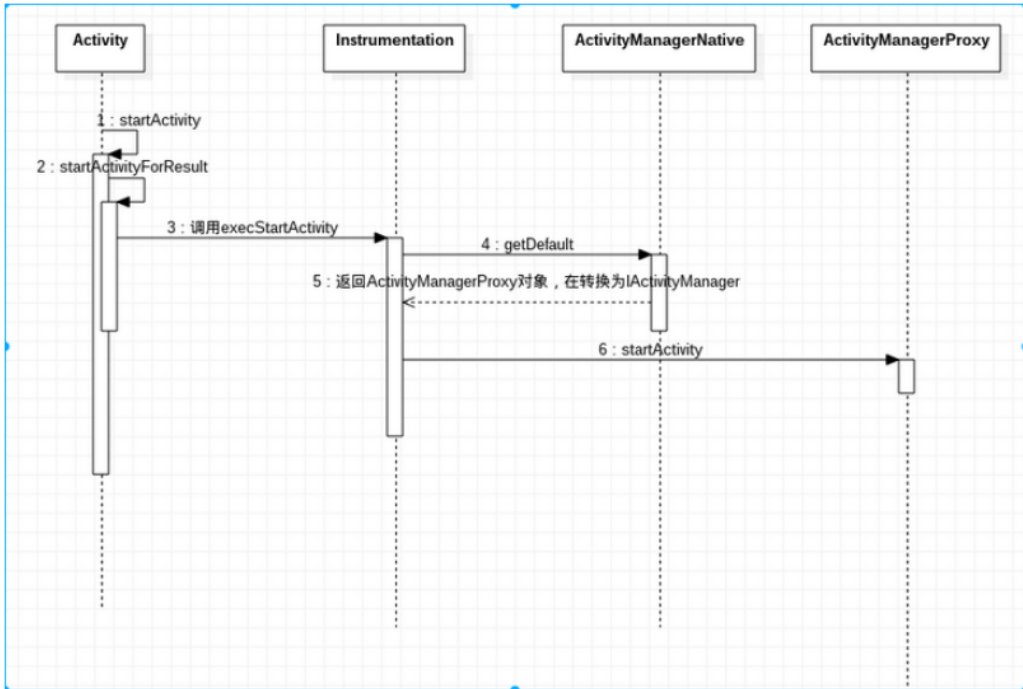 Activity
Instrumentation
ActivityManagerNative
ActivityManagerProxy
1 : startActivity
2 : startActivityForResult
3 : 调用execStartActivity
4 : getDefault
5 : 返回ActivityManagerProxy对象，在转换为IActivityManager
6 : startActivity